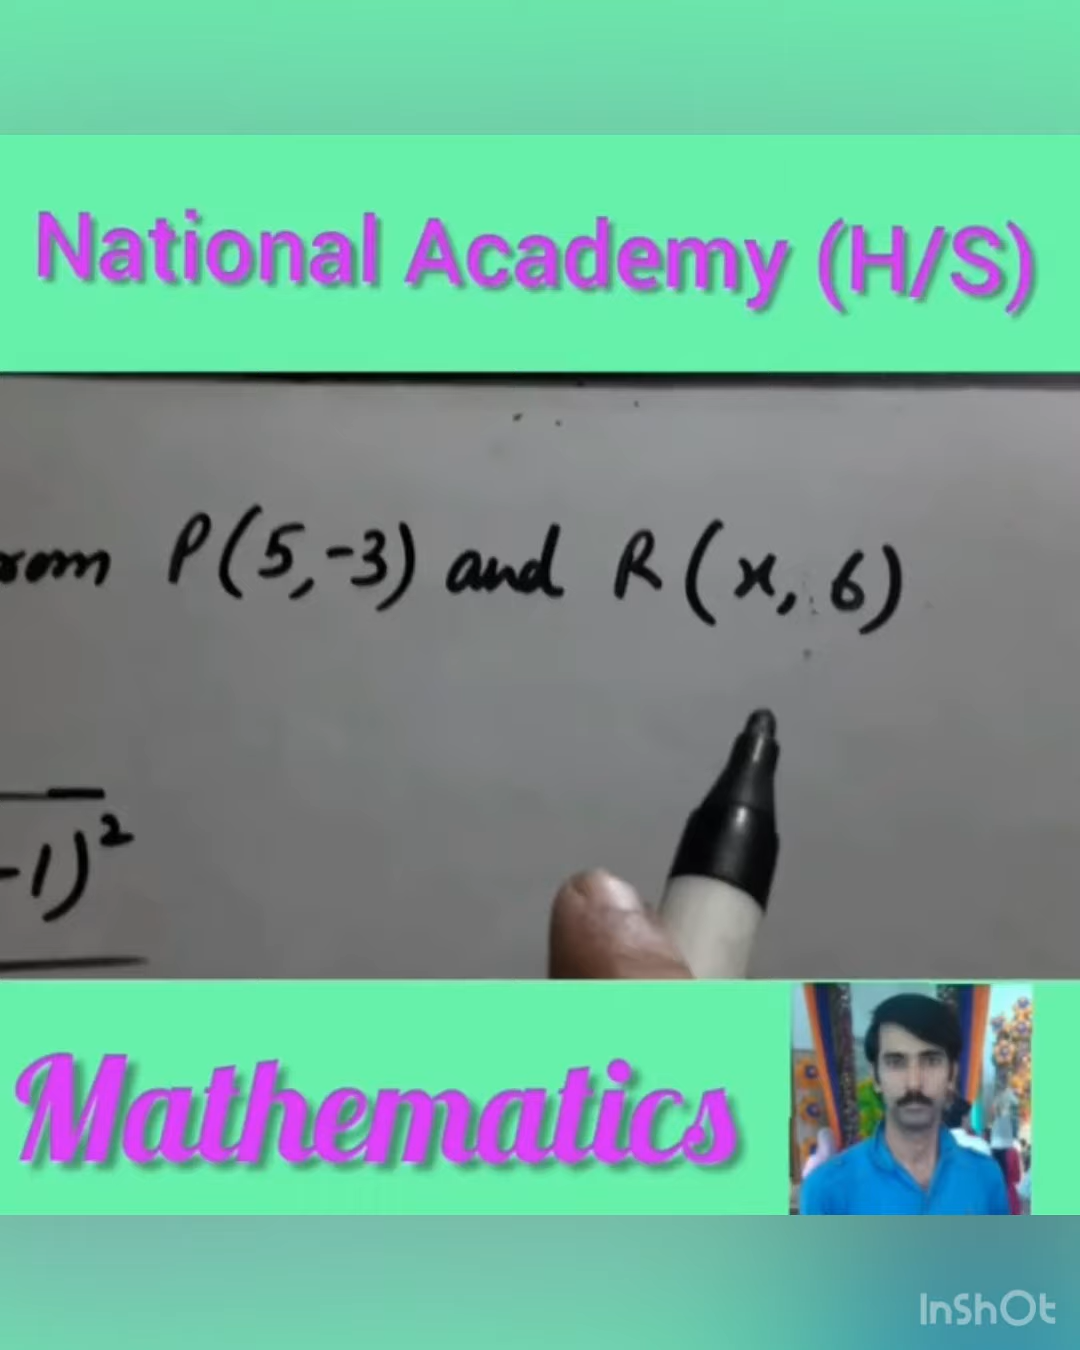 National Academy (H/S)
rom P(5,-3) and R(x, 6)
-1)²
Mathematics
InShOt